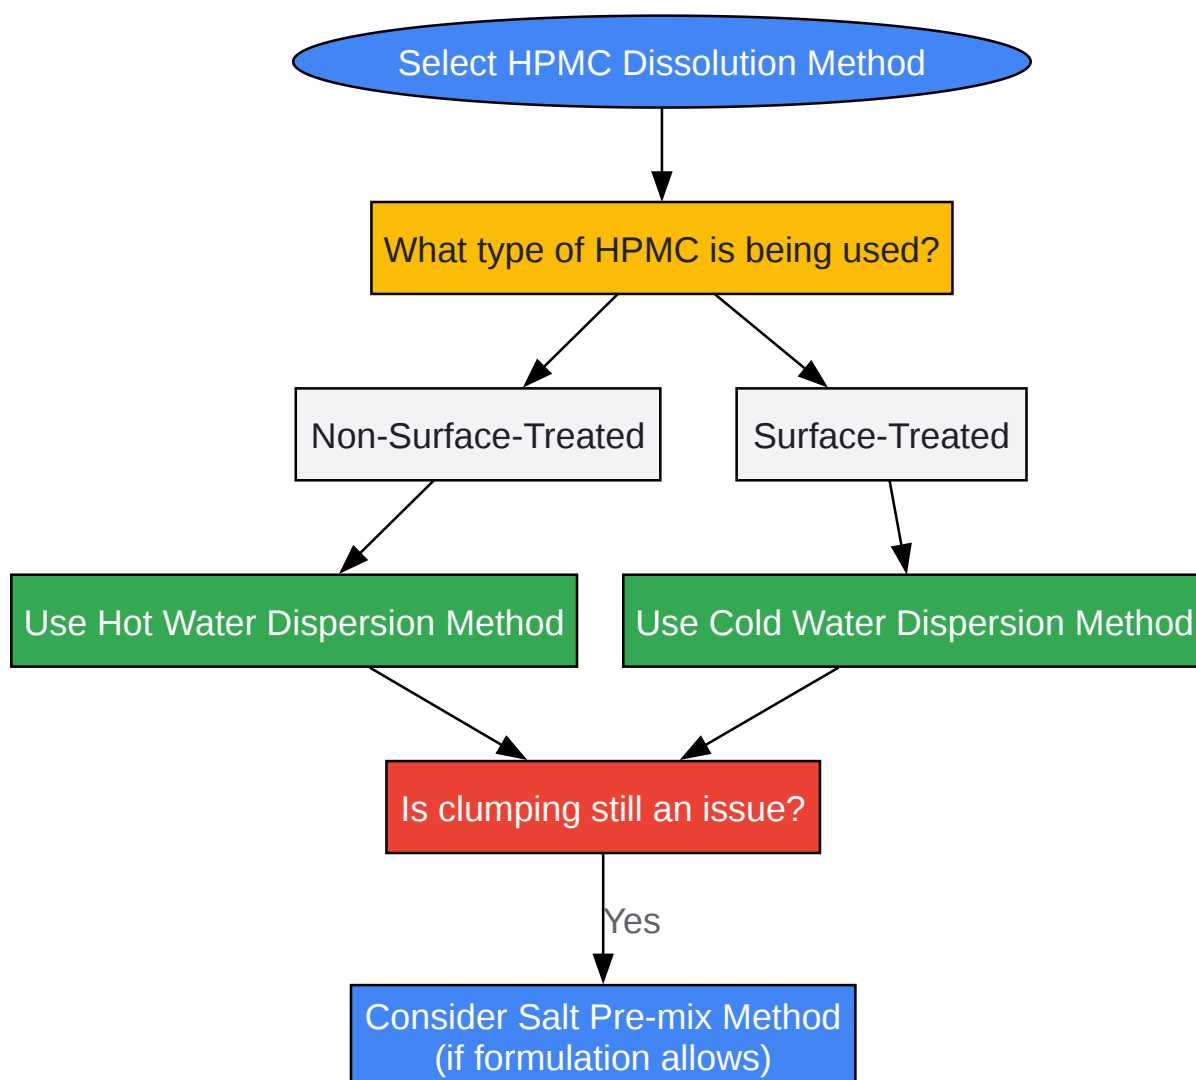 Select HPMC Dissolution Method
What type of HPMC is being used?
Non-Surface-Treated
Surface-Treated
Use Hot Water Dispersion Method
Use Cold Water Dispersion Method
Is clumping still an issue?
Yes
Consider Salt Pre-mix Method
(if formulation allows)